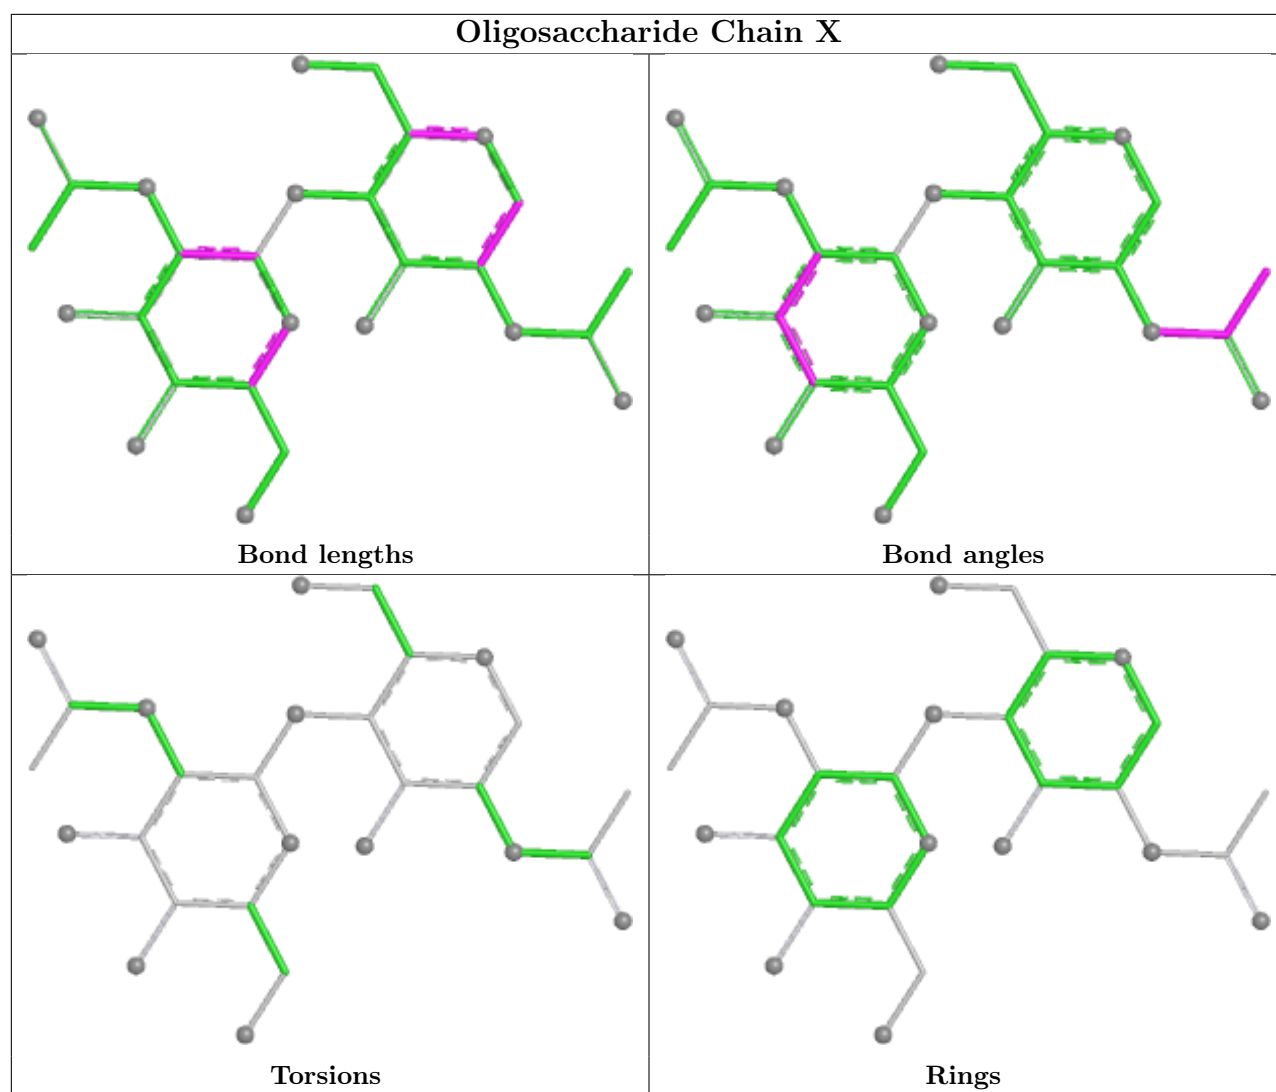 Oligosaccharide Chain X
Bond lengths
Bond angles
Torsions
Rings